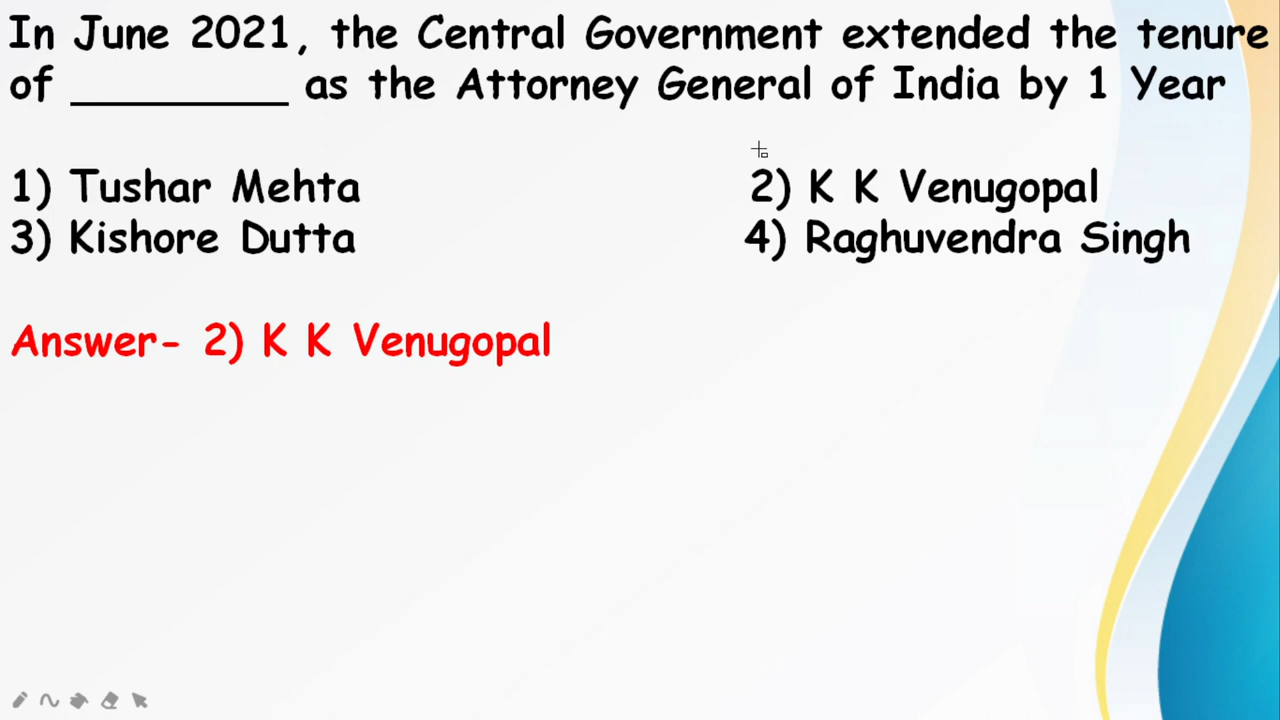 In June 2021, the Central Government extended the tenure
of _________ as the Attorney General of India by 1 Year
1) Tushar Mehta 2) K K Venugopal
3) Kishore Dutta 4) Raghuvendra Singh
Answer- 2) K K Venugopal